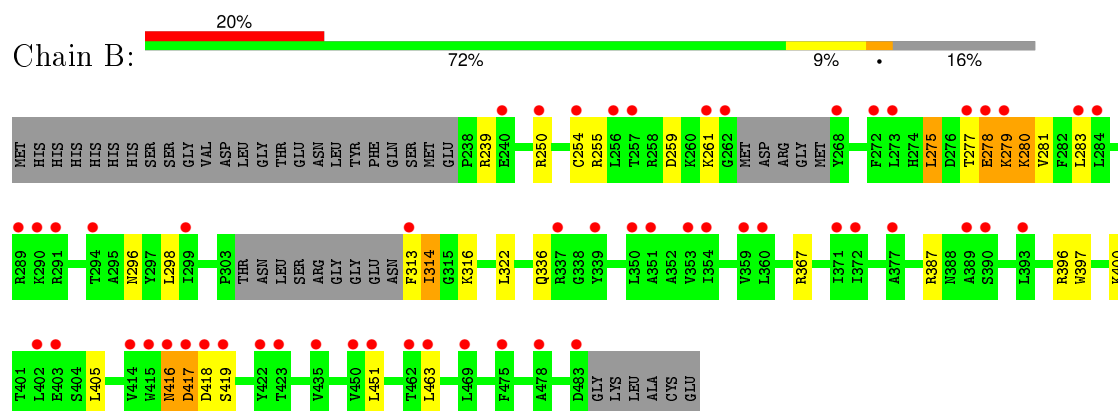 20%
Chain B:
72% 9% • 16%
MET HIS HIS HIS HIS HIS HIS SER SER GLY VAL ASP LEU GLY THR GLU ASN LEU TYR PHE GLN SER MET GLU P238 R239 E240 R250 C254 R255 L256 T257 R258 D259 K260 K261 G262 MET ASP ARG GLY MET Y268 F272 L273 H274 L275 D276 T277 E278 K279 K280 V281 F282 L283 L284
R289 K290 R291 T294 A295 N296 Y297 L298 I299 P303 THR ASN LEU SER ARG GLY GLY GLU ASN F313 I314 G315 K316 L322 Q336 R337 G338 Y339 L350 A351 A352 V353 I354 V359 L360 R367 I371 I372 A377 R387 N388 A389 S390 L393 R396 W397 K400
T401 L402 E403 S404 L405 V414 W415 N416 D417 D418 S419 Y422 T423 V435 V450 L451 T462 L463 L469 F475 A478 D483 GLY LYS LEU ALA CYS GLU